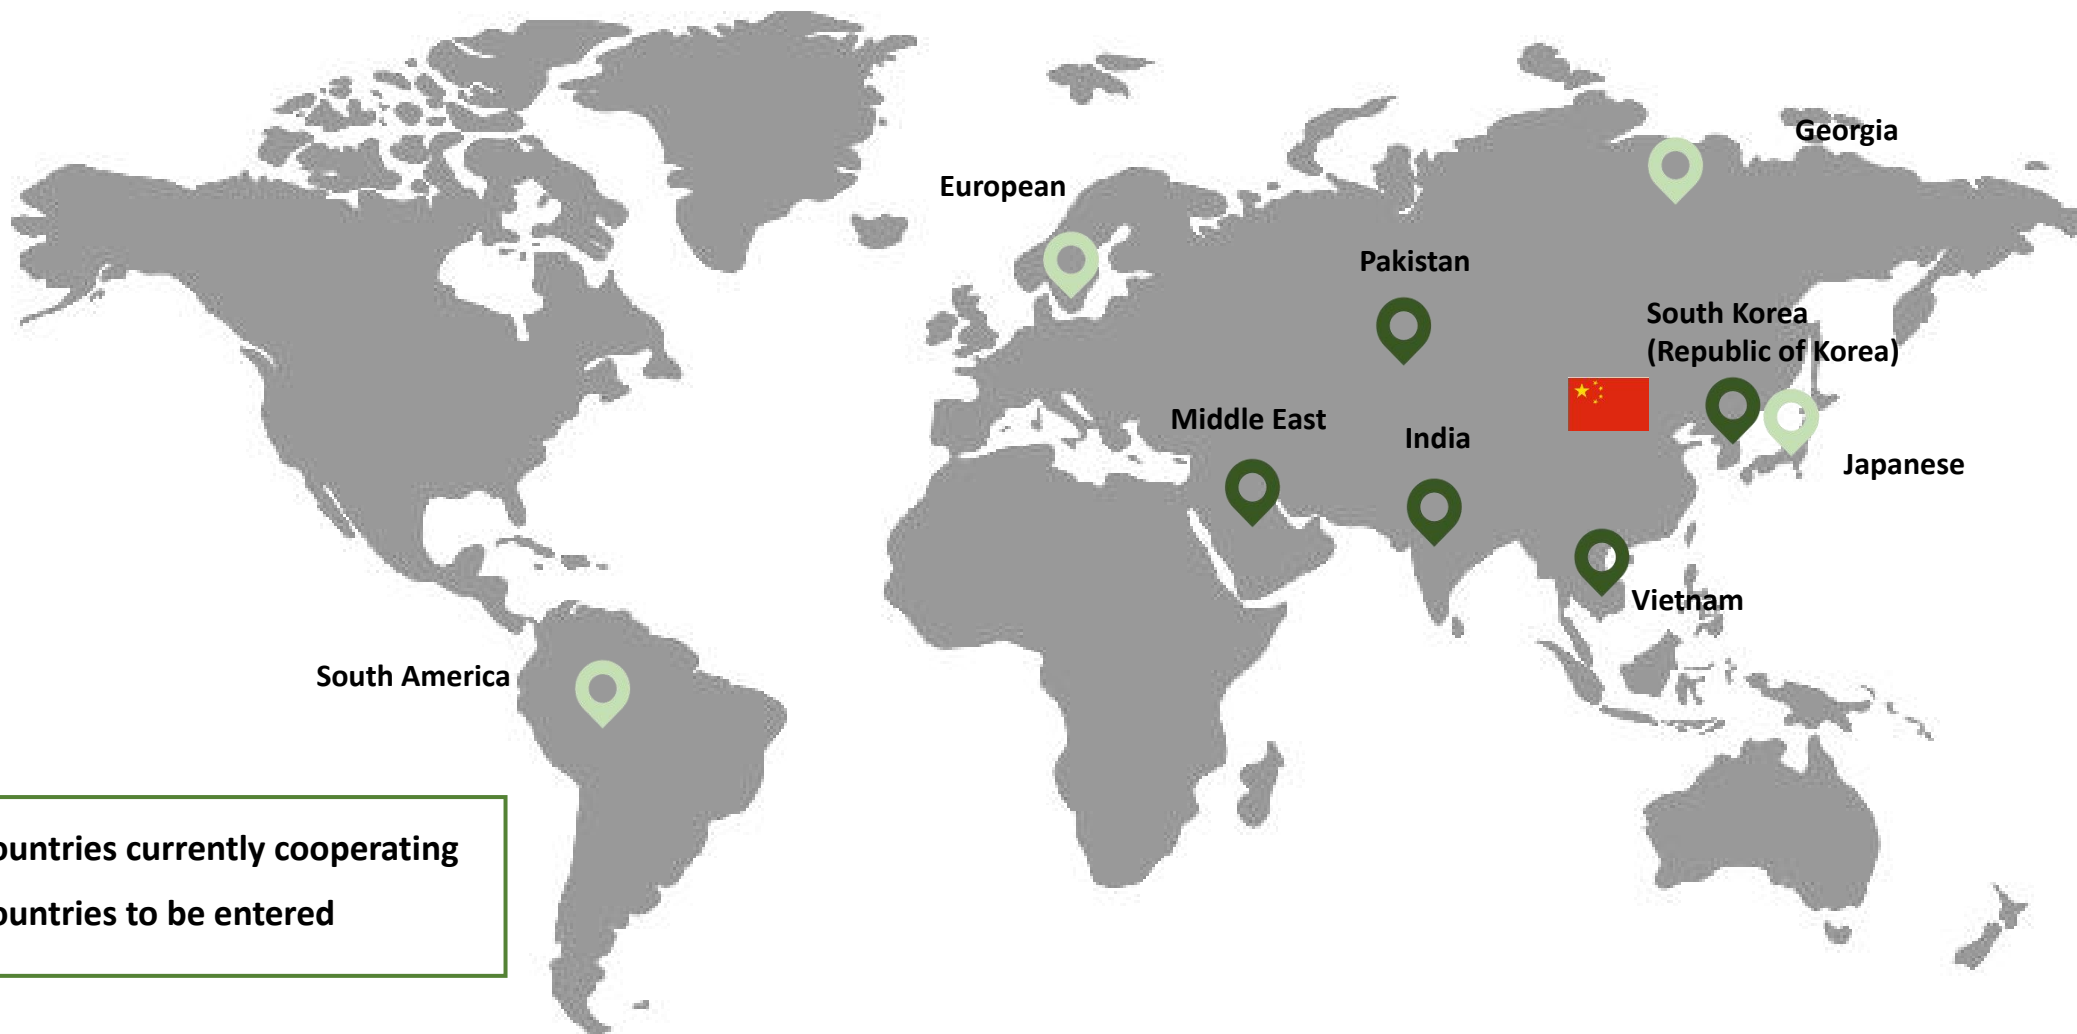 Georgia
European
Pakistan
South Korea
(Republic of Korea)
Middle East
India
Japanese
Vietnam
South America
ountries currently cooperating
ountries to be entered